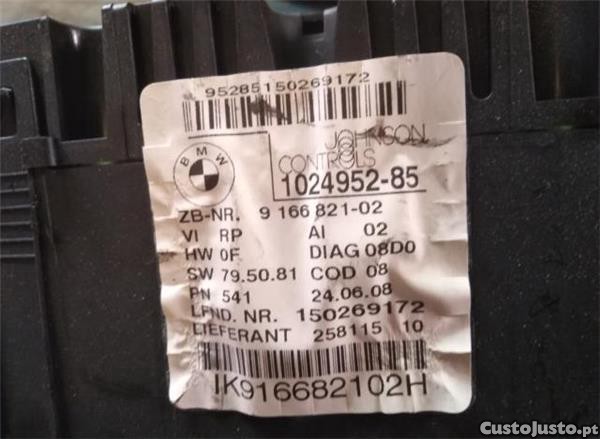 95285150269172
BMW
JOHNSON
CONTROLS
1024952-85
ZB-NR. 9 166 821-02
VI RP AI 02
HW 0F DIAG 08D0
SW 79.50.81 COD 08
PN 541 24.06.08
LFND. NR. 150269172
LIEFERANT 258115 10
IK916682102H
CustoJusto.pt